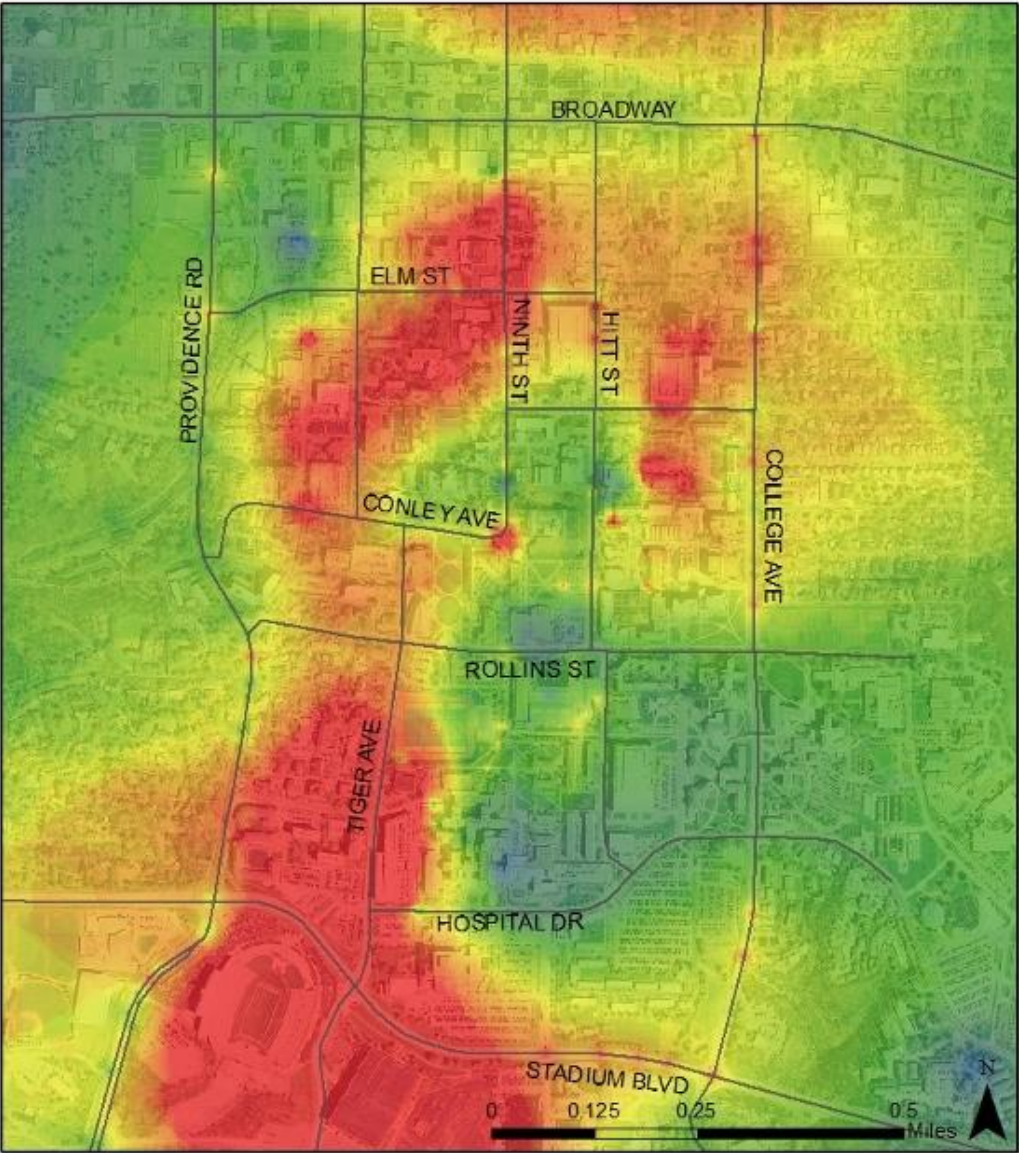 BROADWAY
ELM ST
PROVIDENCE RD
NINTH ST
HITT ST
COLLEGE AVE
CONLEY AVE
ROLLINS ST
TIGER AVE
HOSPITAL DR
STADIUM BLVD
N
0 0.125 0.25 0.5
Miles